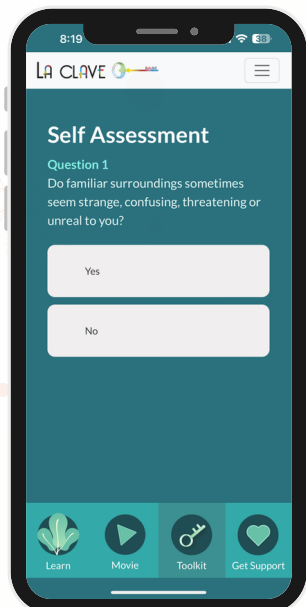 8:19
38
LA CLAVE
Self Assessment
Question 1
Do familiar surroundings sometimes
seem strange, confusing, threatening or
unreal to you?
Yes
No
Learn
Movie
Toolkit
Get Support